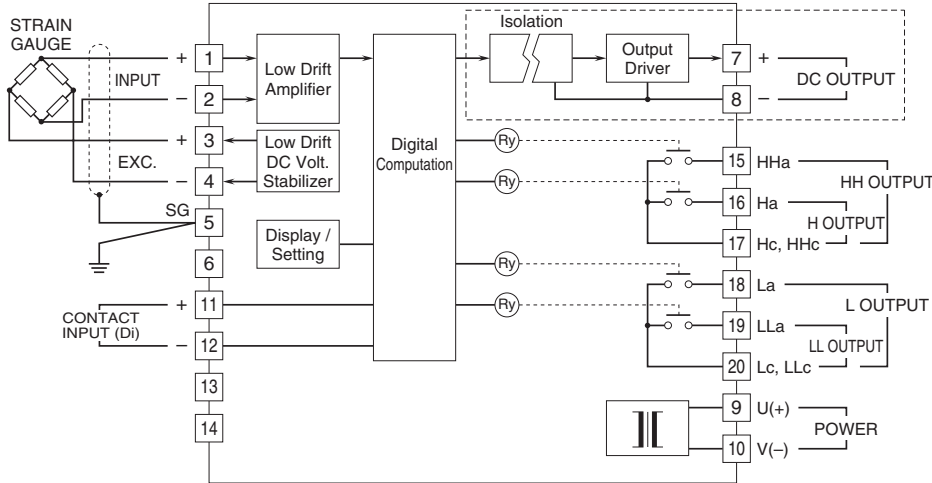 STRAIN
GAUGE
+
INPUT
−
+
EXC.
−
SG
CONTACT
INPUT (Di)
+
−
1
2
3
4
5
6
11
12
13
14
Low Drift
Amplifier
Low Drift
DC Volt.
Stabilizer
Display /
Setting
Digital
Computation
Isolation
Output
Driver
Ry
Ry
Ry
Ry
7 +
8 −
DC OUTPUT
15 HHa
16 Ha
17 Hc, HHc
HH OUTPUT
H OUTPUT
18 La
19 LLa
20 Lc, LLc
L OUTPUT
LL OUTPUT
9 U(+)
10 V(−)
POWER